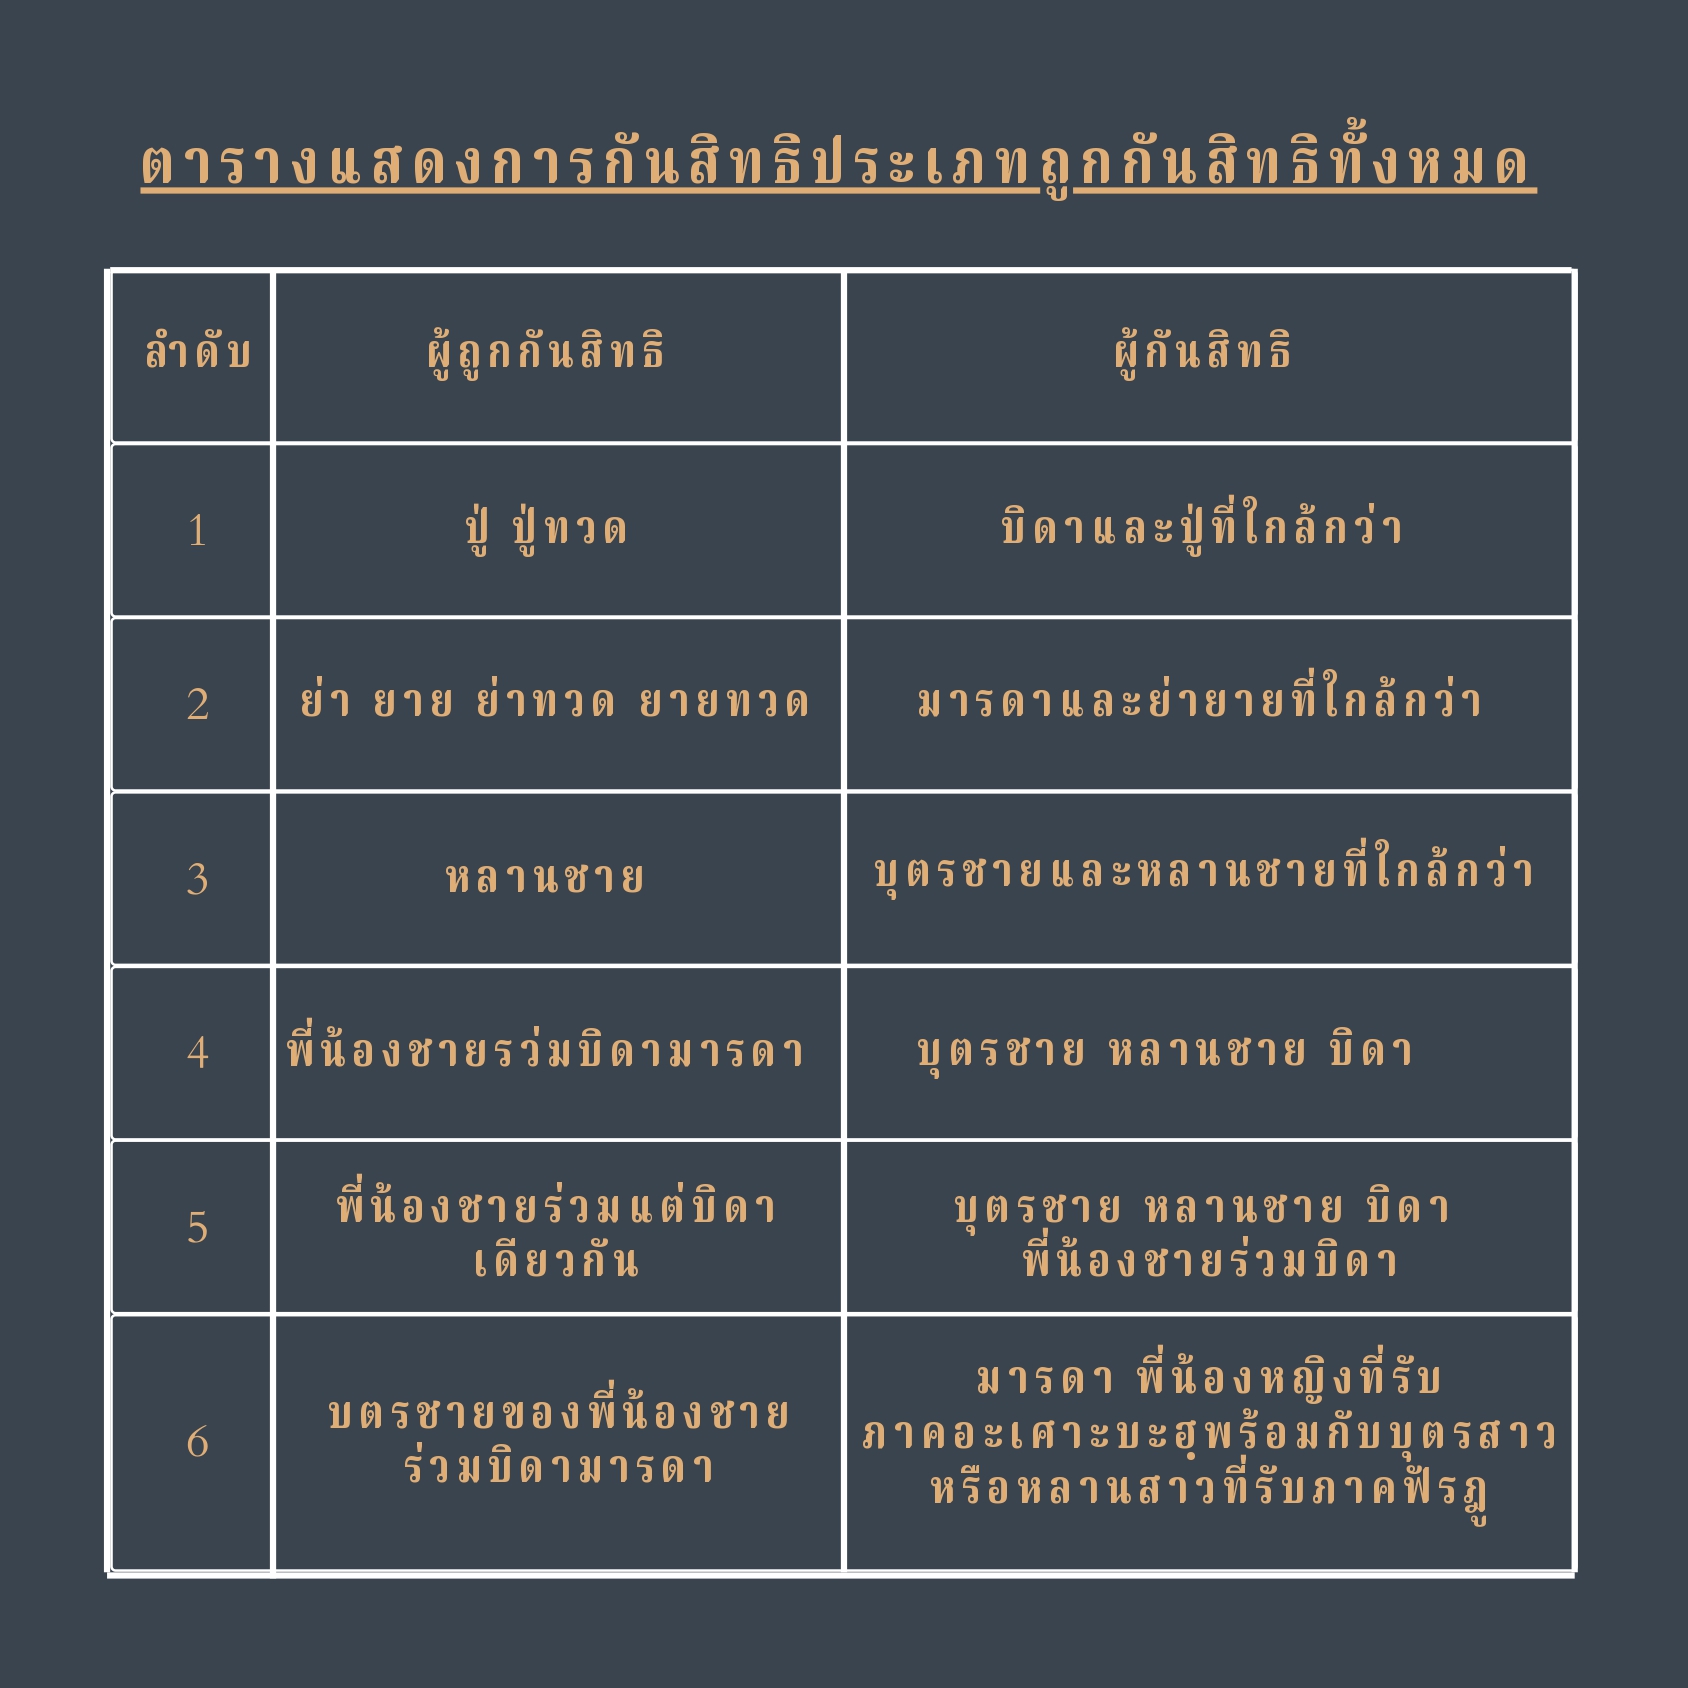 ตารางแสดงการกันสิทธิประเภทถูกกันสิทธิทั้งหมด
ลำดับ ผู้ถูกกันสิทธิ ผู้กันสิทธิ
1 ปู่ ปู่ทวด บิดาและปู่ที่ใกล้กว่า
2 ย่า ยาย ย่าทวด ยายทวด มารดาและย่ายายที่ใกล้กว่า
3 หลานชาย บุตรชายและหลานชายที่ใกล้กว่า
4 พี่น้องชายรว่มบิดามารดา บุตรชาย หลานชาย บิดา
5 พี่น้องชายร่วมแต่บิดา
เดียวกัน
บุตรชาย หลานชาย บิดา
พี่น้องชายร่วมบิดา
6 บตรชายของพี่น้องชาย
ร่วมบิดามารดา
มารดา พี่น้องหญิงที่รับ
ภาคอะเศาะบะฮฺพร้อมกับบุตรสาว
หรือหลานสาวที่รับภาคฟัรฎู